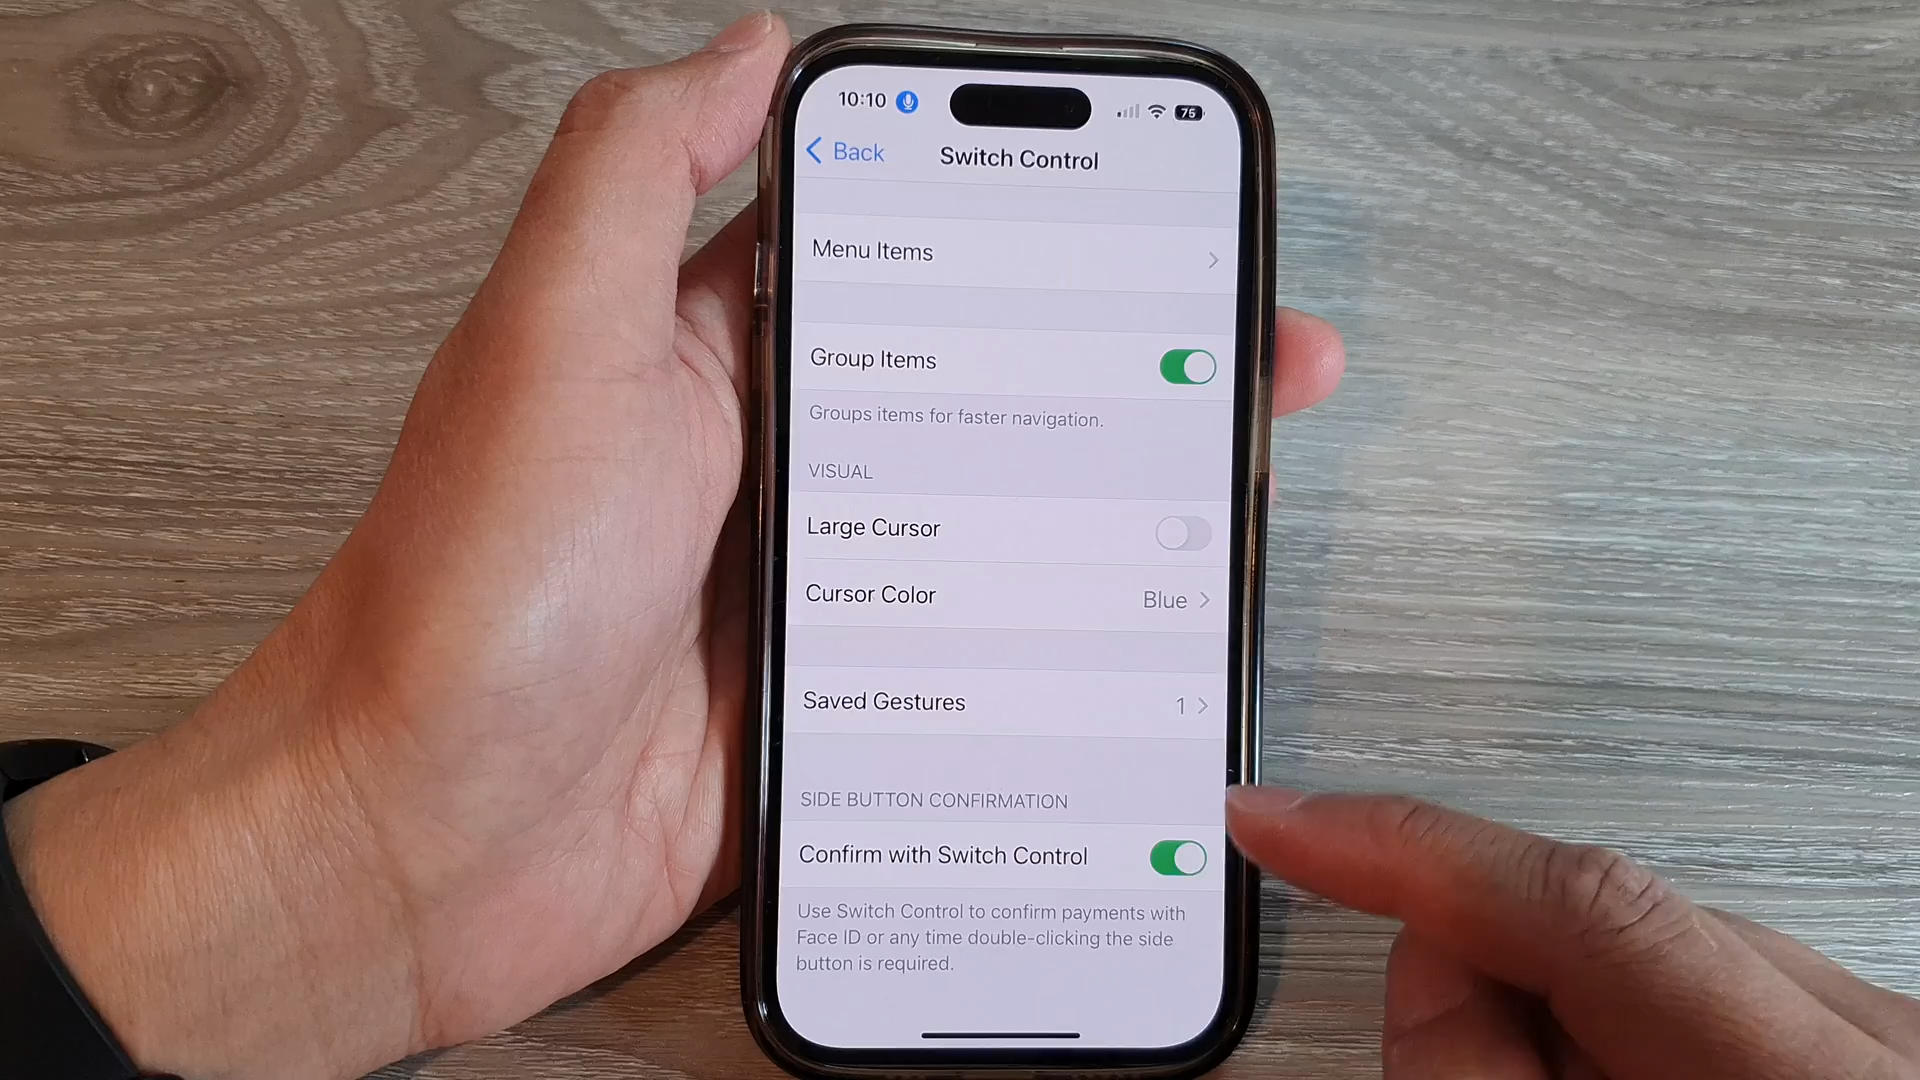 10:10
75
Back
Switch Control
Menu Items
Group Items
Groups items for faster navigation.
VISUAL
Large Cursor
Cursor Color Blue
Saved Gestures 1
SIDE BUTTON CONFIRMATION
Confirm with Switch Control
Use Switch Control to confirm payments with
Face ID or any time double-clicking the side
button is required.